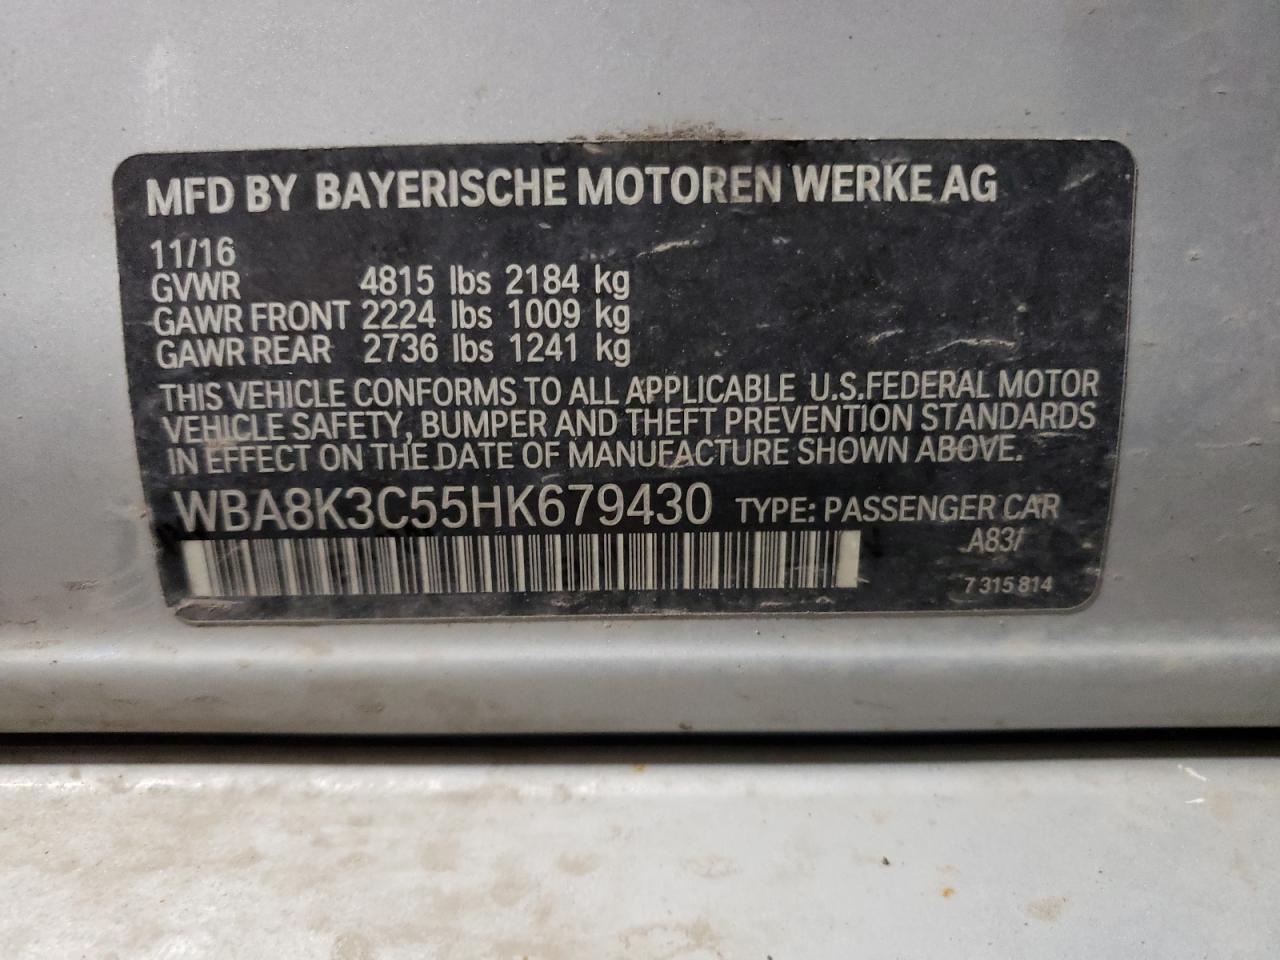 MFD BY BAYERISCHE MOTOREN WERKE AG
11/16
GVWR 4815 lbs 2184 kg
GAWR FRONT 2224 lbs 1009 kg
GAWR REAR 2736 lbs 1241 kg
THIS VEHICLE CONFORMS TO ALL APPLICABLE U.S.FEDERAL MOTOR
VEHICLE SAFETY, BUMPER AND THEFT PREVENTION STANDARDS
IN EFFECT ON THE DATE OF MANUFACTURE SHOWN ABOVE.
WBA8K3C55HK679430 TYPE: PASSENGER CAR
A83/
7 315 814